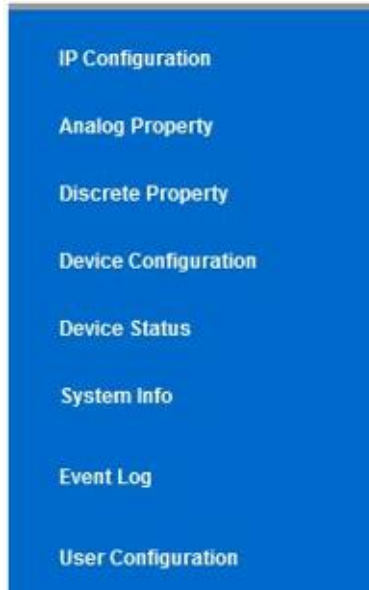 IP Configuration
Analog Property
Discrete Property
Device Configuration
Device Status
System Info
Event Log
User Configuration